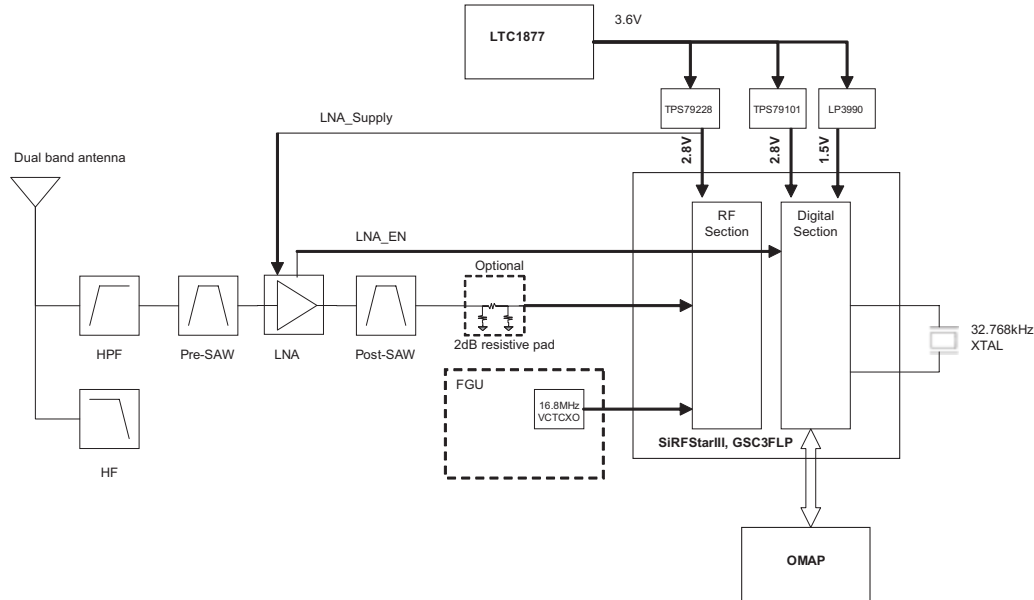 LTC1877
3.6V
TPS79228
TPS79101
LP3990
LNA_Supply
2.8V
2.8V
1.5V
Dual band antenna
RF
Section
Digital
Section
LNA_EN
Optional
HPF
Pre-SAW
LNA
Post-SAW
2dB resistive pad
32.768kHz
XTAL
FGU
16.8MHz
VCTCXO
HF
SiRFStarIII, GSC3FLP
OMAP